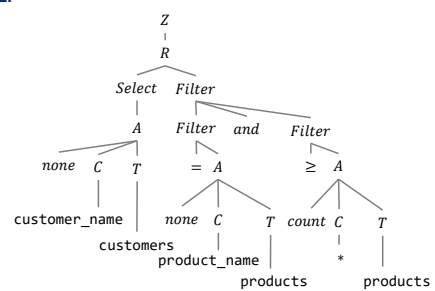 Z
R
Select Filter
A Filter and Filter
none C T = A ≥ A
customer_name none C T count C T
customers product_name *
products products